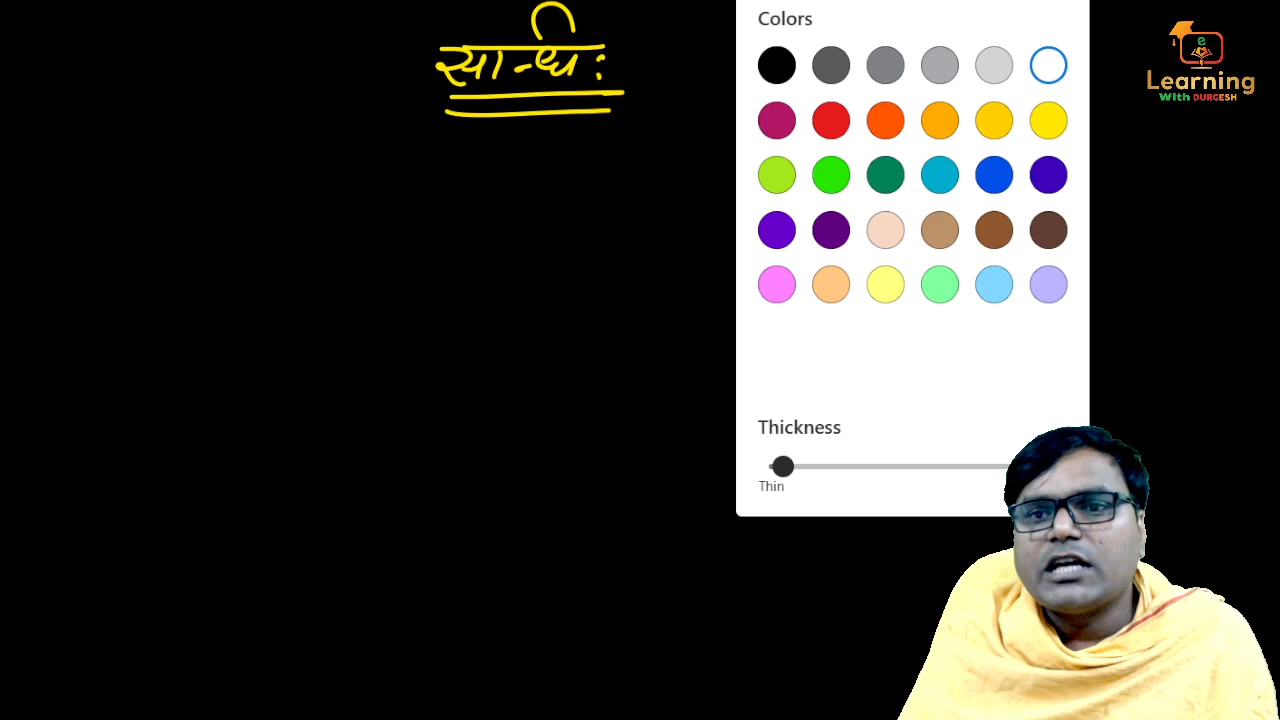 सन्धिः
Colors
Thickness
Thin
e
Learning
With DURGESH